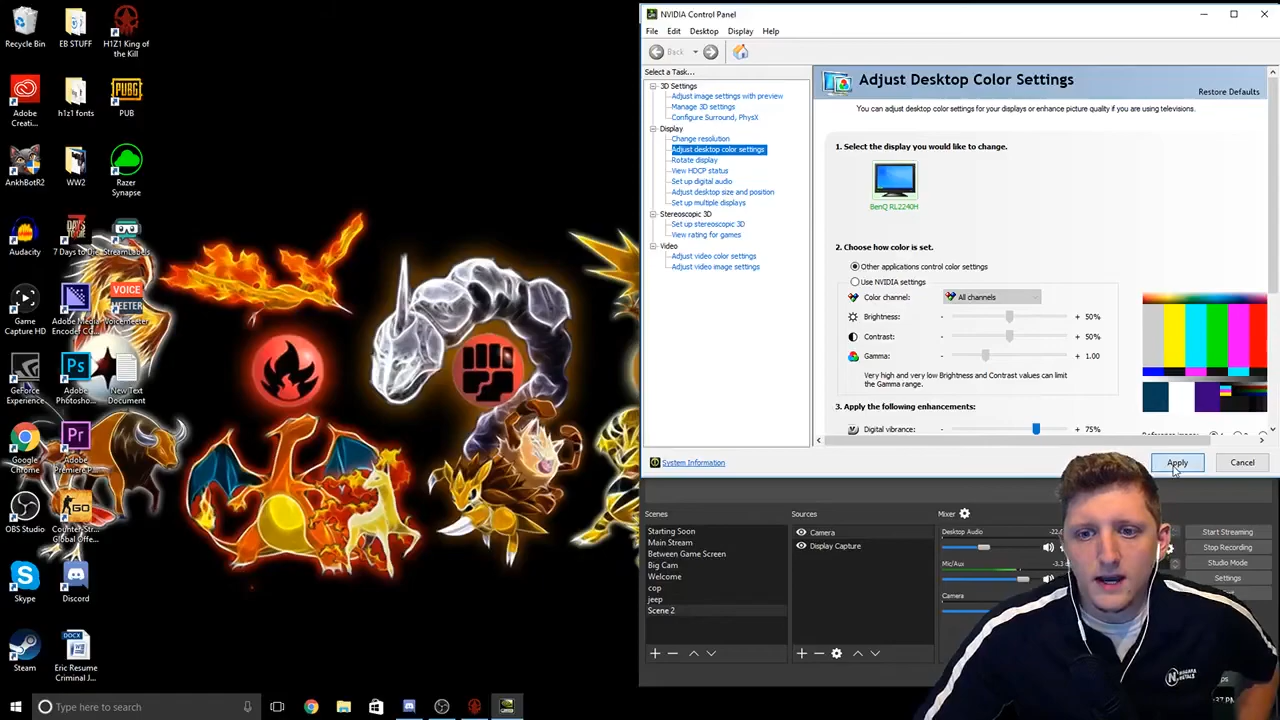 Recycle Bin
EB STUFF
H1Z1 King of
the Kill
Adobe
Creati...
h1z1 fonts
PUB
AnkhBotR2
WW2
Razer
Synapse
Audacity
7 Days to Die
StreamLabels
Game
Capture HD
Adobe Media
Encoder CC...
Voicemeeter
VOICE
MEETER
GeForce
Experience
Adobe
Photosho...
New Text
Document
Google
Chrome
Adobe
Premiere P...
OBS Studio
Counter-Str...
Global Offe...
Skype
Discord
Steam
Eric Resume
Criminal J...
Type here to search
NVIDIA Control Panel
File Edit Desktop Display Help
Back
Select a Task...
3D Settings
Adjust image settings with preview
Manage 3D settings
Configure Surround, PhysX
Display
Change resolution
Adjust desktop color settings
Rotate display
View HDCP status
Set up digital audio
Adjust desktop size and position
Set up multiple displays
Stereoscopic 3D
Set up stereoscopic 3D
View rating for games
Video
Adjust video color settings
Adjust video image settings
System Information
Adjust Desktop Color Settings
Restore Defaults
You can adjust desktop color settings for your displays or enhance picture quality if you are using televisions.
1. Select the display you would like to change.
BenQ RL2240H
2. Choose how color is set.
Other applications control color settings
Use NVIDIA settings
Color channel: All channels
Brightness: - + 50%
Contrast: - + 50%
Gamma: - + 1.00
Very high and very low Brightness and Contrast values can limit
the Gamma range.
3. Apply the following enhancements:
Digital vibrance: - + 75%
Apply
Cancel
Scenes
Starting Soon
Main Stream
Between Game Screen
Big Cam
Welcome
cop
jeep
Scene 2
Sources
Camera
Display Capture
Mixer
Desktop Audio
Mic/Aux
-3.3
Camera
Start Streaming
Stop Recording
Studio Mode
Settings
NIAGARA
METALS